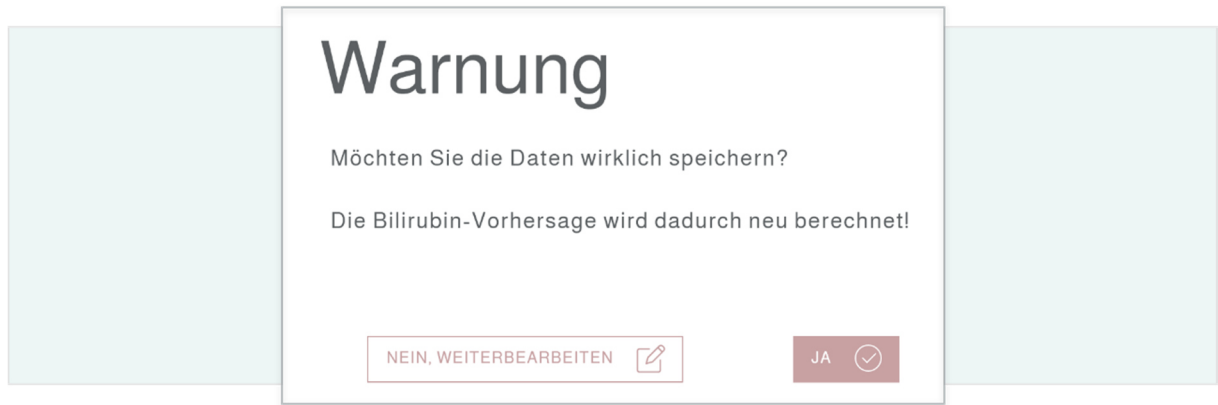 Warnung
Möchten Sie die Daten wirklich speichern?
Die Bilirubin-Vorhersage wird dadurch neu berechnet!
NEIN, WEITERBEARBEITEN
JA